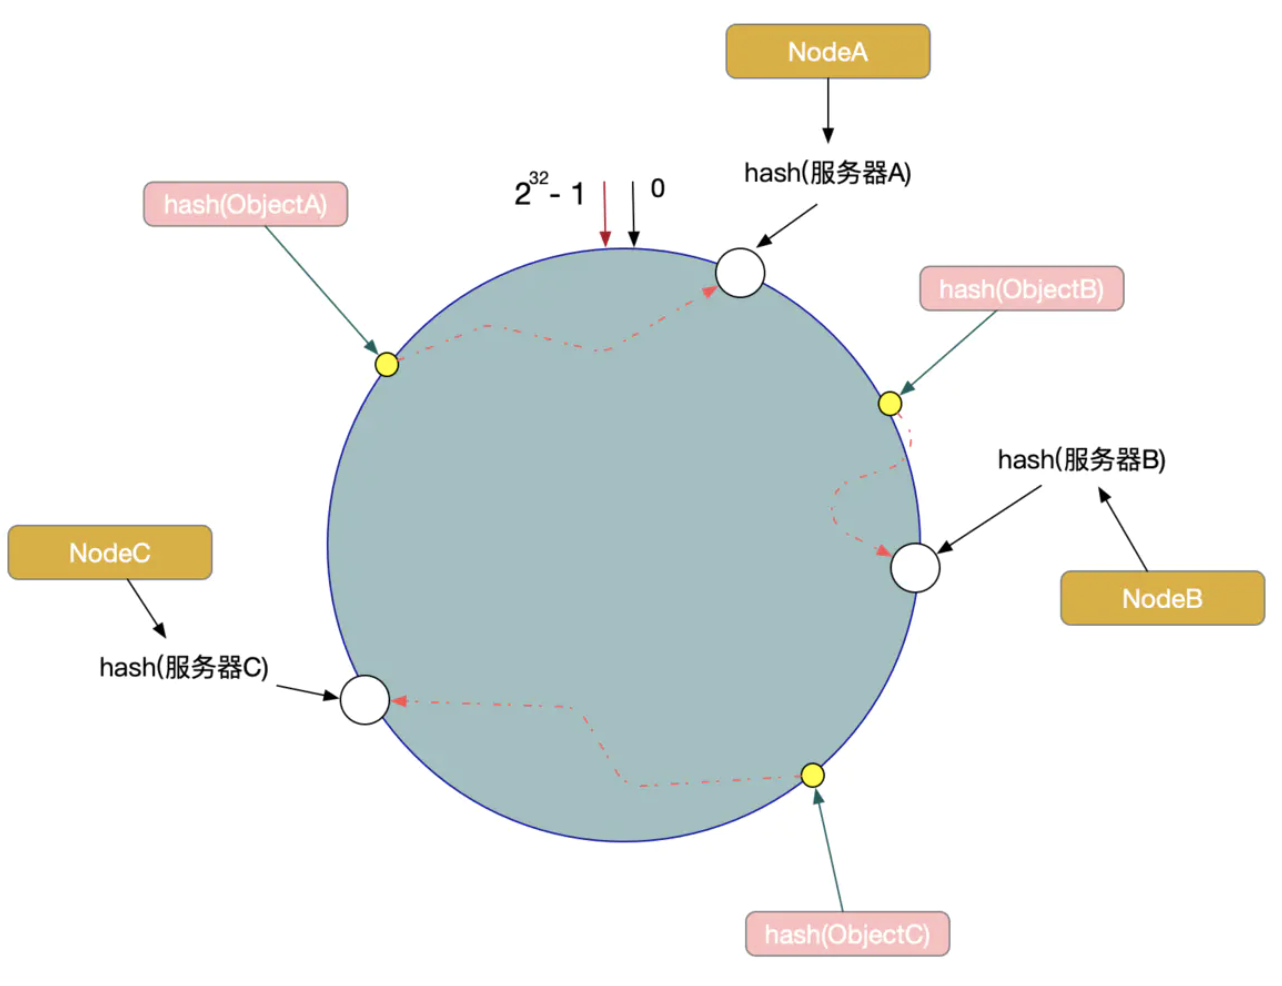 NodeA
hash(服务器A)
2^32 - 1
0
hash(ObjectA)
hash(ObjectB)
hash(服务器B)
NodeC
NodeB
hash(服务器C)
hash(ObjectC)